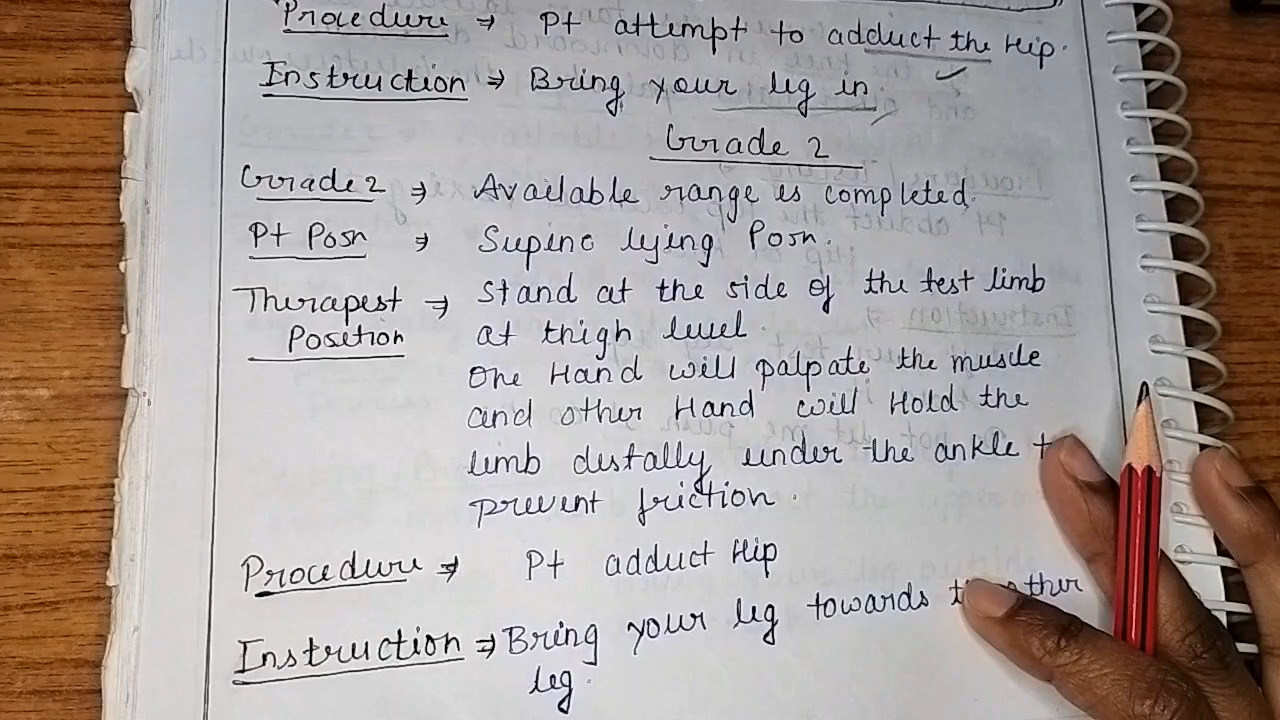 Procedure ⇒ Pt attempt to adduct the Hip.
Instruction ⇒ Bring your leg in.
Grade 2
Grade 2 ⇒ Available range is completed.
Pt Posn ⇒ Supine lying Posn.
Therapest Position → stand at the side of the test limb
at thigh level.
One Hand will palpate the muscle
and other Hand will Hold the
limb distally under the ankle
prevent friction.
Procedure ⇒ Pt adduct Hip
Instruction ⇒ Bring your leg towards other
leg.